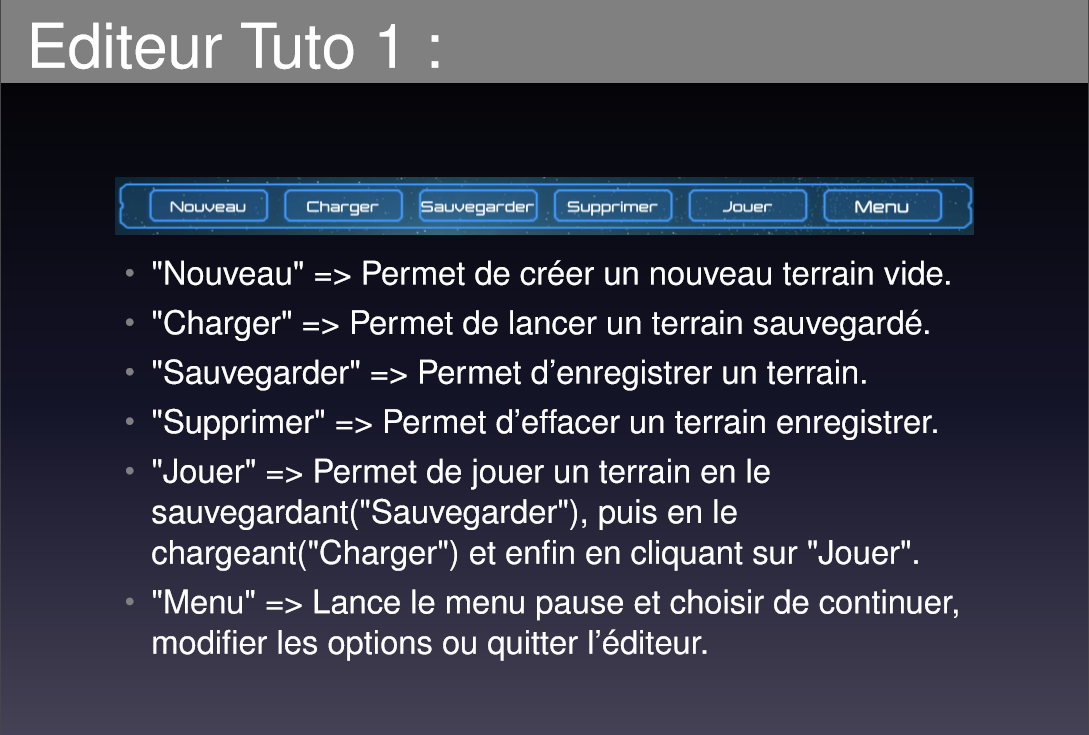 Editeur Tuto 1 :
Nouveau Charger Sauvegarder Supprimer Jouer Menu
• "Nouveau" => Permet de créer un nouveau terrain vide.
• "Charger" => Permet de lancer un terrain sauvegardé.
• "Sauvegarder" => Permet d’enregistrer un terrain.
• "Supprimer" => Permet d’effacer un terrain enregistrer.
• "Jouer" => Permet de jouer un terrain en le
sauvegardant("Sauvegarder"), puis en le
chargeant("Charger") et enfin en cliquant sur "Jouer".
• "Menu" => Lance le menu pause et choisir de continuer,
modifier les options ou quitter l’éditeur.